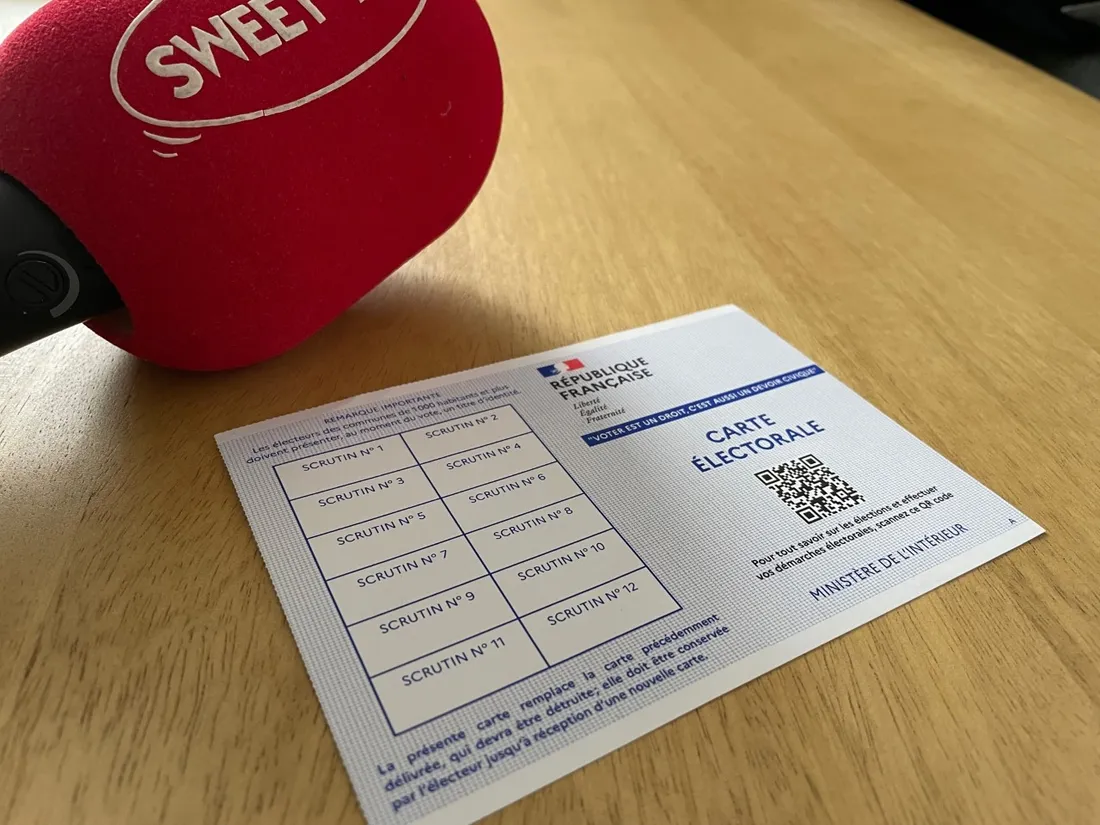 SWEET
REMARQUE IMPORTANTE
Les électeurs des communes de 1000 habitants et plus
doivent présenter, au moment du vote, un titre d'identité.
SCRUTIN N° 1
SCRUTIN N° 2
SCRUTIN N° 3
SCRUTIN N° 4
SCRUTIN N° 5
SCRUTIN N° 6
SCRUTIN N° 7
SCRUTIN N° 8
SCRUTIN N° 9
SCRUTIN N° 10
SCRUTIN N° 11
SCRUTIN N° 12
La présente carte remplace la carte précédemment
délivrée, qui devra être détruite; elle doit être conservée
par l'électeur jusqu'à réception d'une nouvelle carte.
RÉPUBLIQUE
FRANÇAISE
Liberté
Égalité
Fraternité
"VOTER EST UN DROIT, C'EST AUSSI UN DEVOIR CIVIQUE"
CARTE
ÉLECTORALE
Pour tout savoir sur les élections et effectuer
vos démarches électorales, scannez ce QR code
MINISTÈRE DE L'INTÉRIEUR
A